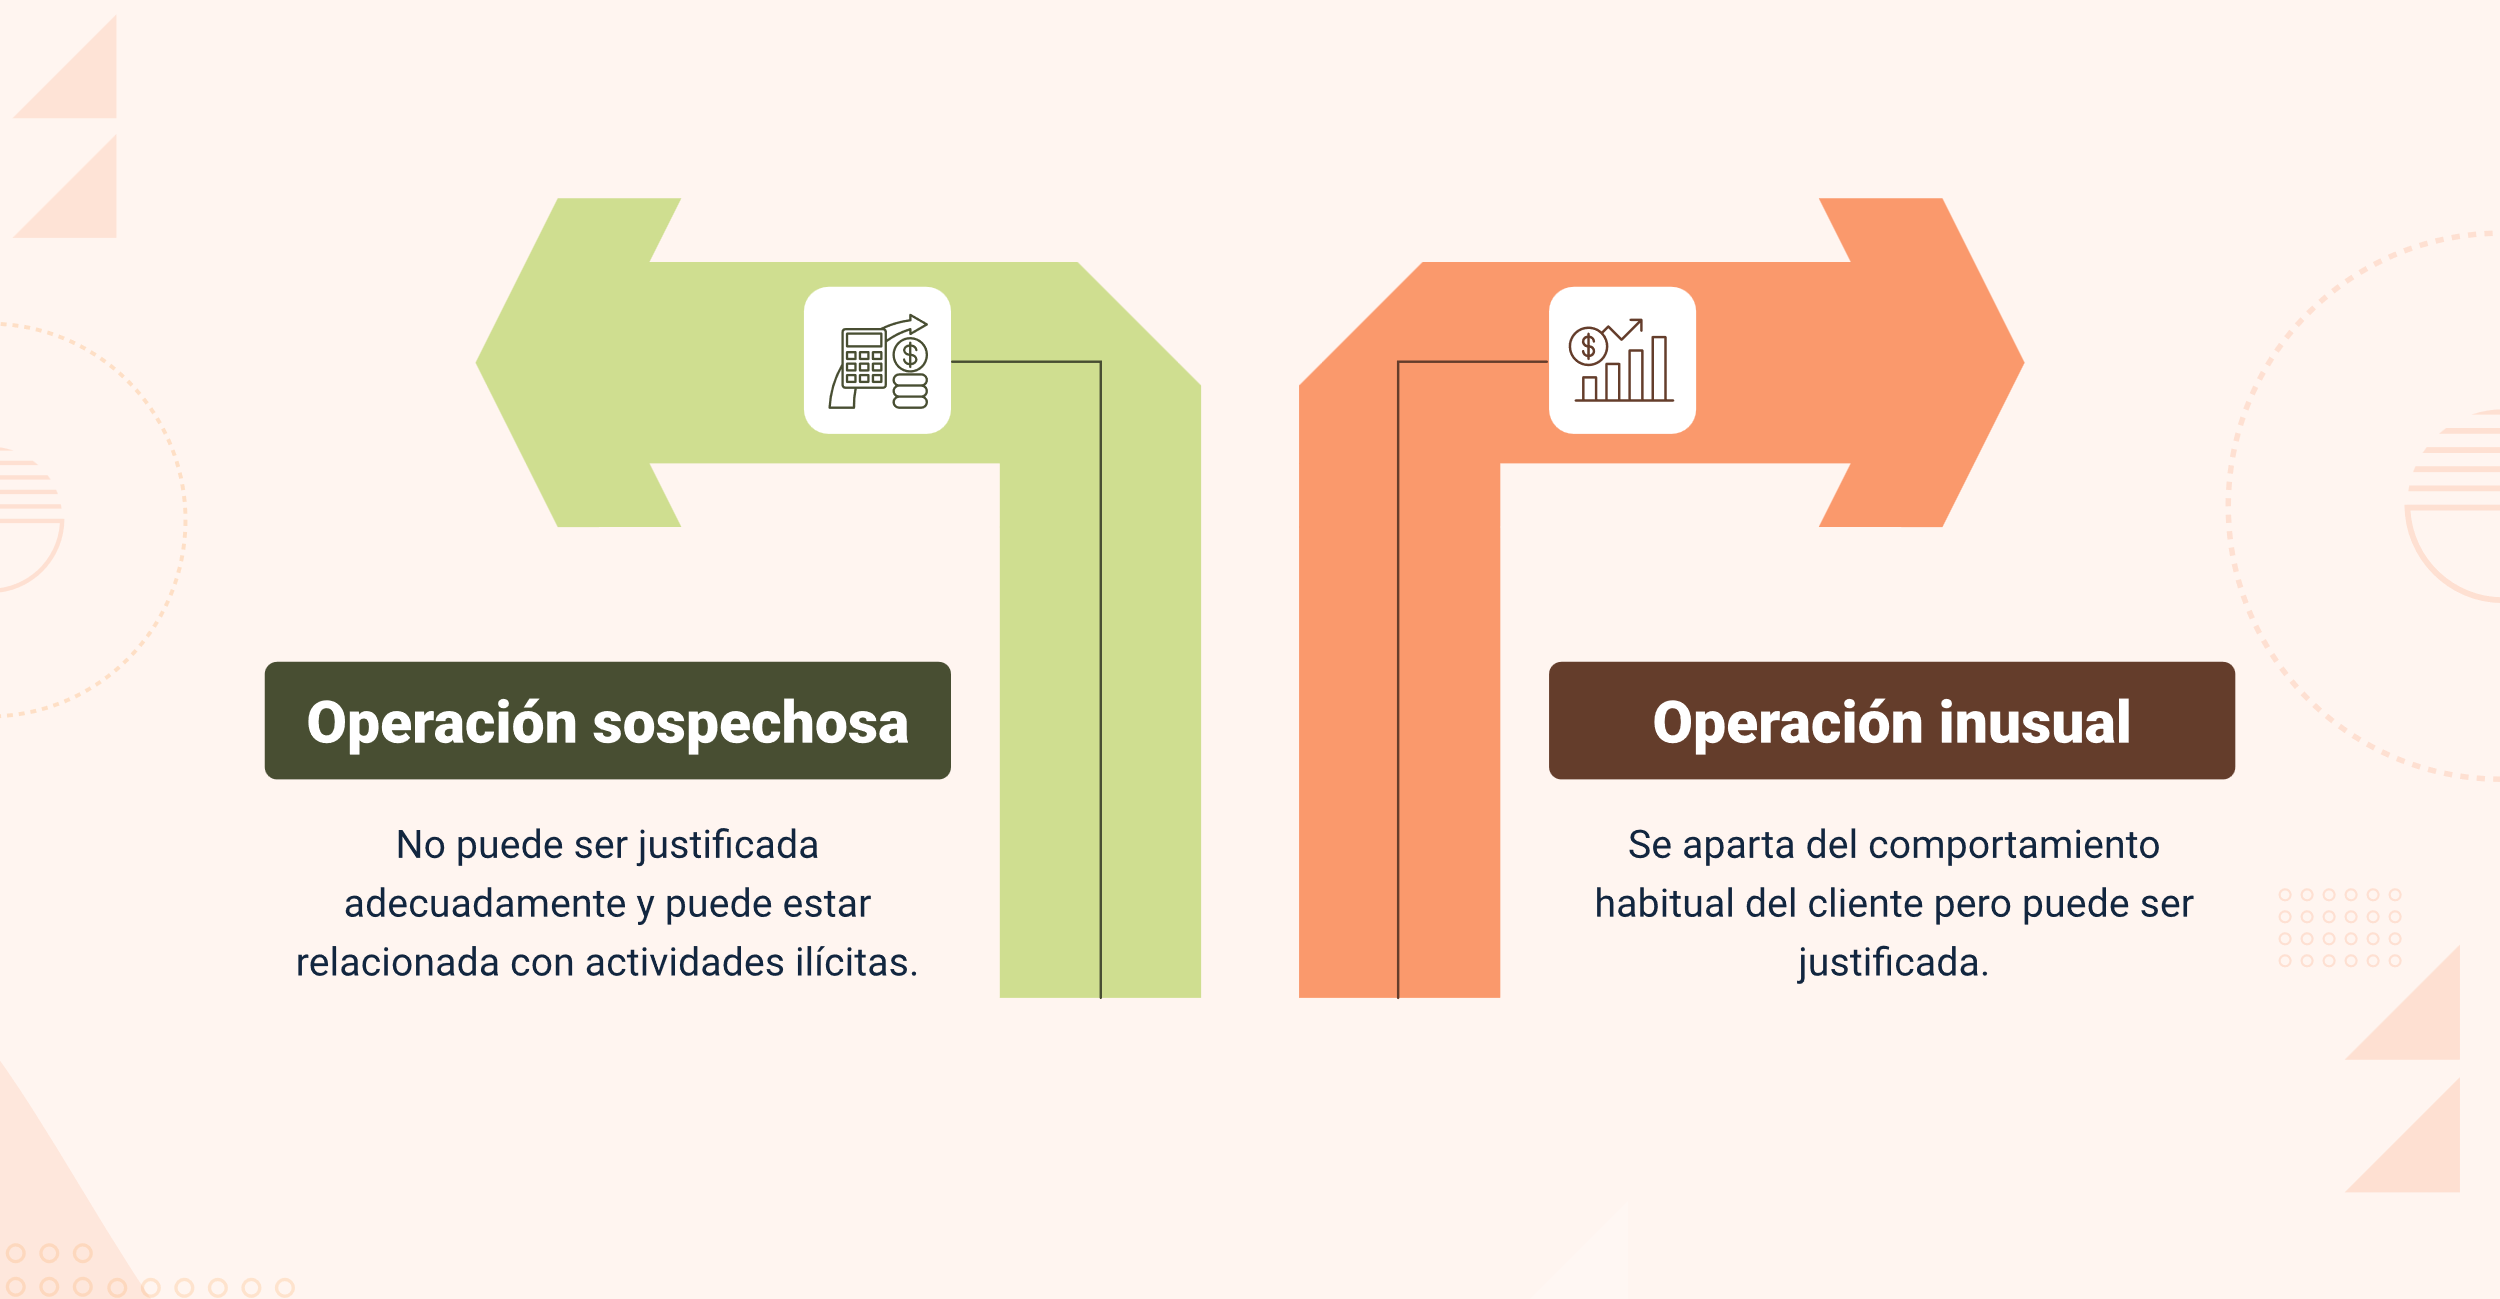 Operación sospechosa
No puede ser justificada
adecuadamente y puede estar
relacionada con actividades ilícitas.
Operación inusual
Se aparta del comportamiento
habitual del cliente pero puede ser
justificada.